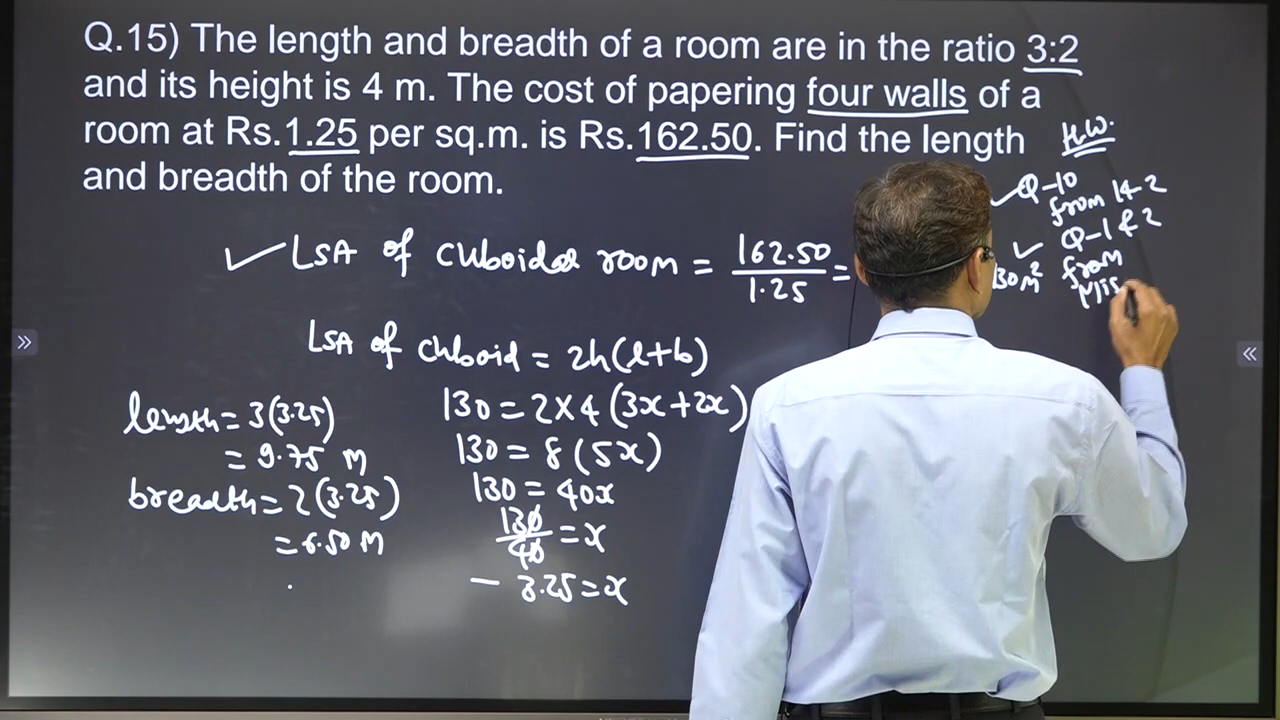 Q.15) The length and breadth of a room are in the ratio 3:2
and its height is 4 m. The cost of papering four walls of a
room at Rs.1.25 per sq.m. is Rs.162.50. Find the length
and breadth of the room.
H.W.
✓ Q-10
from 14.2
✓ Q-1 & 2
from
Mis
✓ LSA of cuboidal room = 162.50/1.25 =
130 m²
LSA of cuboid = 2h(l+b)
130 = 2×4(3x+2x)
130 = 8(5x)
130 = 40x
130/40 = x
- 3.25 = x
length = 3(3.25)
= 9.75 m
breadth = 2(3.25)
= 6.50 m